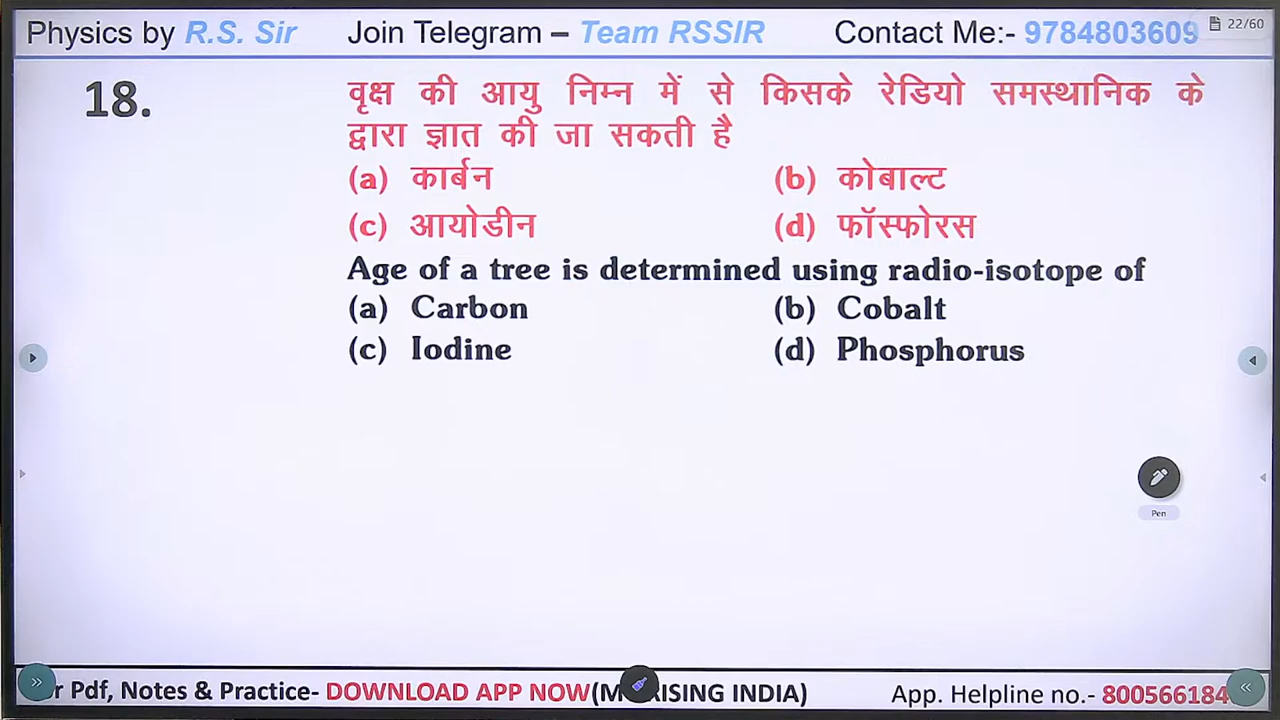 Physics by R.S. Sir Join Telegram – Team RSSIR Contact Me:- 9784803609 22/60
18. वृक्ष की आयु निम्न में से किसके रेडियो समस्थानिक के
द्वारा ज्ञात की जा सकती है
(a) कार्बन (b) कोबाल्ट
(c) आयोडीन (d) फॉस्फोरस
Age of a tree is determined using radio-isotope of
(a) Carbon (b) Cobalt
(c) Iodine (d) Phosphorus
Pen
Pdf, Notes & Practice- DOWNLOAD APP NOW( RISING INDIA) App. Helpline no.- 800566184